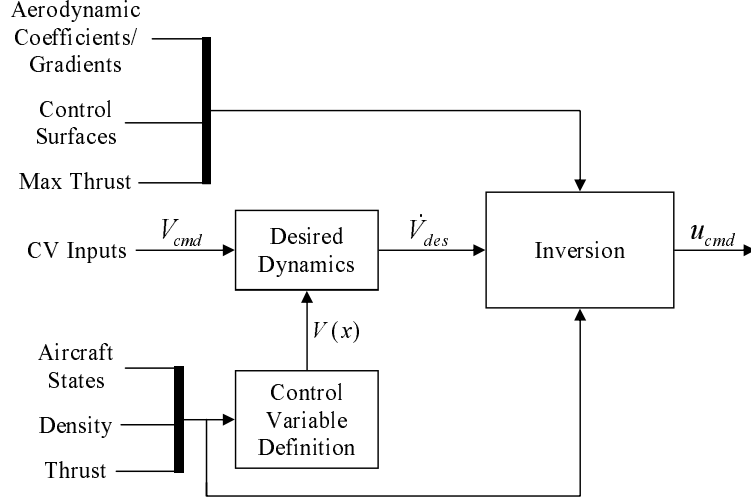 Aerodynamic
Coefficients/
Gradients
Control
Surfaces
Max Thrust
CV Inputs
V_cmd
Desired
Dynamics
V̇_des
Inversion
u_cmd
V(x)
Aircraft
States
Density
Thrust
Control
Variable
Definition